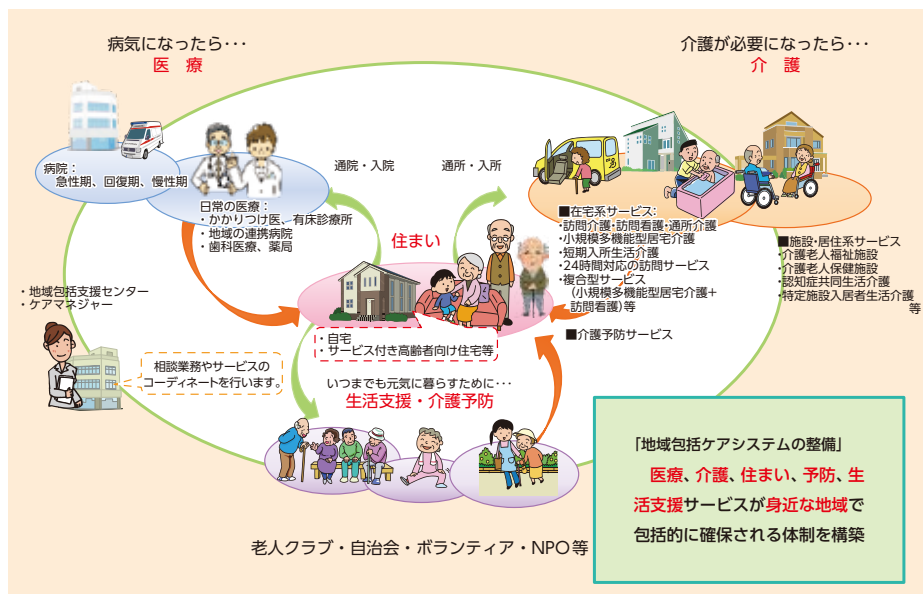 病気になったら･･･
医　療
介護が必要になったら･･･
介　護
病院：
急性期、回復期、慢性期
日常の医療：
・かかりつけ医、有床診療所
・地域の連携病院
・歯科医療、薬局
通院・入院
通所・入所
住まい
・自宅
・サービス付き高齢者向け住宅等
■在宅系サービス：
・訪問介護・訪問看護・通所介護
・小規模多機能型居宅介護
・短期入所生活介護
・24時間対応の訪問サービス
・複合型サービス
（小規模多機能型居宅介護＋
訪問看護）等
■介護予防サービス
■施設・居住系サービス
・介護老人福祉施設
・介護老人保健施設
・認知症共同生活介護
・特定施設入居者生活介護
等
・地域包括支援センター
・ケアマネジャー
相談業務やサービスの
コーディネートを行います。
いつまでも元気に暮らすために･･･
生活支援・介護予防
老人クラブ・自治会・ボランティア・NPO等
「地域包括ケアシステムの整備」
医療、介護、住まい、予防、生
活支援サービスが身近な地域で
包括的に確保される体制を構築